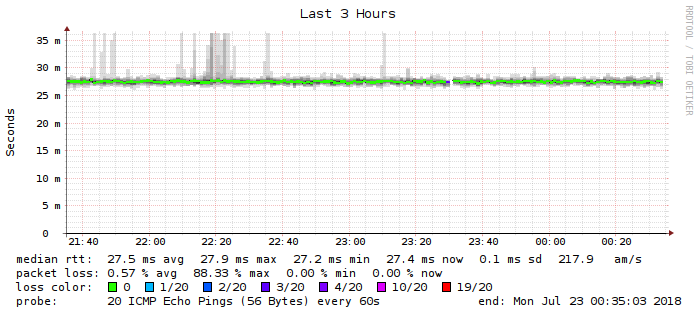 Last 3 Hours
RRDTOOL / TOBI OETIKER
Seconds
35 m
30 m
25 m
20 m
15 m
10 m
5 m
0
21:40 22:00 22:20 22:40 23:00 23:20 23:40 00:00 00:20
median rtt: 27.5 ms avg 27.9 ms max 27.2 ms min 27.4 ms now 0.1 ms sd 217.9 am/s
packet loss: 0.57 % avg 88.33 % max 0.00 % min 0.00 % now
loss color: 0 1/20 2/20 3/20 4/20 10/20 19/20
probe: 20 ICMP Echo Pings (56 Bytes) every 60s end: Mon Jul 23 00:35:03 2018